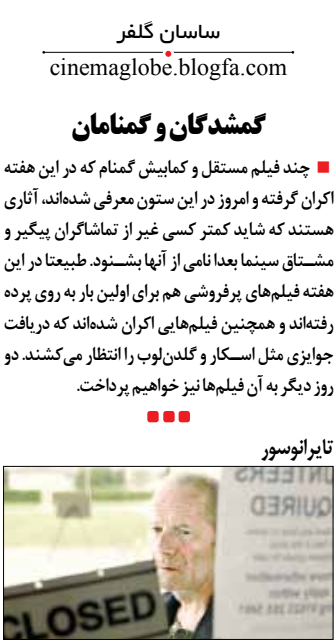 ساسان گلفر
cinemaglobe.blogfa.com
گمشدگان و گمنامان
چند فیلم مستقل و کمابیش گمنام که در این هفته
اکران گرفته و امروز در این ستون معرفی شده‌اند، آثاری
هستند که شاید کمتر کسی غیر از تماشاگران پیگیر و
مشتاق سینما بعدا نامی از آنها بشنود. طبیعتا در این
هفته فیلم‌های پرفروشی هم برای اولین بار به روی پرده
رفته‌اند و همچنین فیلم‌هایی اکران شده‌اند که دریافت
جوایزی مثل اسکار و گلدن‌لوب را انتظار می‌کشند. دو
روز دیگر به آن فیلم‌ها نیز خواهیم پرداخت.
تایرانوسور
UNTEERS
QUIRED
CLOSED